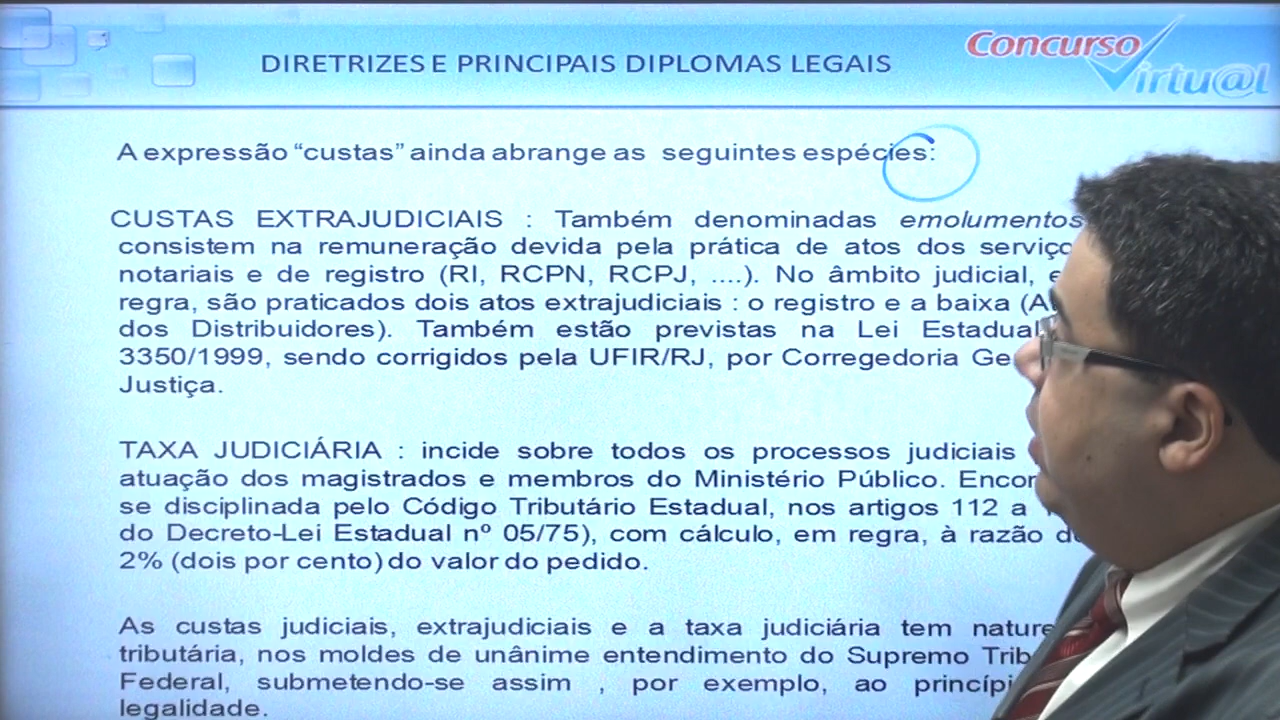 DIRETRIZES E PRINCIPAIS DIPLOMAS LEGAIS
Concurso
Virtu@l
A expressão “custas” ainda abrange as seguintes espécies:
CUSTAS EXTRAJUDICIAIS : Também denominadas emolumentos
consistem na remuneração devida pela prática de atos dos
notariais e de registro (RI, RCPN, RCPJ, ....). No âmbito judicial,
regra, são praticados dois atos extrajudiciais : o registro e a baixa
dos Distribuidores). Também estão previstas na Lei Estadual
3350/1999, sendo corrigidos pela UFIR/RJ, por Corregedoria
Justiça.
TAXA JUDICIÁRIA : incide sobre todos os processos judiciais
atuação dos magistrados e membros do Ministério Público.
se disciplinada pelo Código Tributário Estadual, nos artigos 112 a
do Decreto-Lei Estadual nº 05/75), com cálculo, em regra, à razão
2% (dois por cento) do valor do pedido.
As custas judiciais, extrajudiciais e a taxa judiciária tem
tributária, nos moldes de unânime entendimento do Supremo
Federal, submetendo-se assim , por exemplo, ao
legalidade.